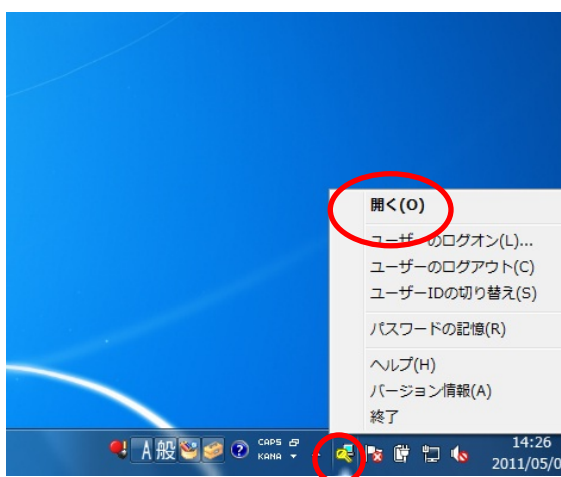 開く(O)
ユーザーのログオン(L)...
ユーザーのログアウト(C)
ユーザーIDの切り替え(S)
パスワードの記憶(R)
ヘルプ(H)
バージョン情報(A)
終了
A 般 ? CAPS
KANA
14:26
2011/05/0